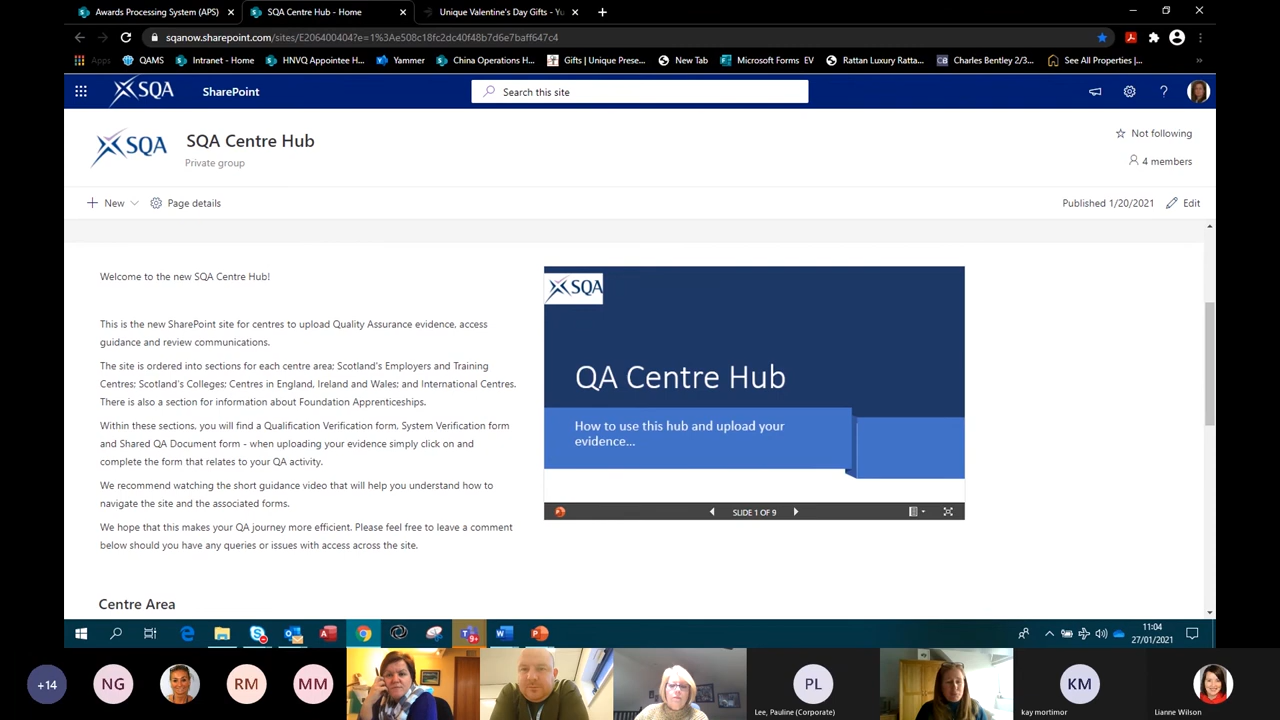 Awards Processing System (APS)
SQA Centre Hub - Home
Unique Valentine's Day Gifts - Yu
sqanow.sharepoint.com/sites/E206400404?e=1%3Ae508c18fc2dc40f48b7d6e7baff647c4
Apps
QAMS
Intranet - Home
HNVQ Appointee H...
Yammer
China Operations H...
Gifts | Unique Prese...
New Tab
Microsoft Forms EV
Rattan Luxury Ratta...
Charles Bentley 2/3...
See All Properties |...
SQA
SharePoint
Search this site
SQA
SQA Centre Hub
Private group
Not following
4 members
New
Page details
Published 1/20/2021
Edit
Welcome to the new SQA Centre Hub!
This is the new SharePoint site for centres to upload Quality Assurance evidence, access
guidance and review communications.
The site is ordered into sections for each centre area; Scotland's Employers and Training
Centres; Scotland's Colleges; Centres in England, Ireland and Wales; and International Centres.
There is also a section for information about Foundation Apprenticeships.
Within these sections, you will find a Qualification Verification form, System Verification form
and Shared QA Document form - when uploading your evidence simply click on and
complete the form that relates to your QA activity.
We recommend watching the short guidance video that will help you understand how to
navigate the site and the associated forms.
We hope that this makes your QA journey more efficient. Please feel free to leave a comment
below should you have any queries or issues with access across the site.
SQA
QA Centre Hub
How to use this hub and upload your
evidence...
SLIDE 1 OF 9
Centre Area
9+
11:04
27/01/2021
+14
NG
RM
MM
PL
Lee, Pauline (Corporate)
KM
kay mortimor
Lianne Wilson